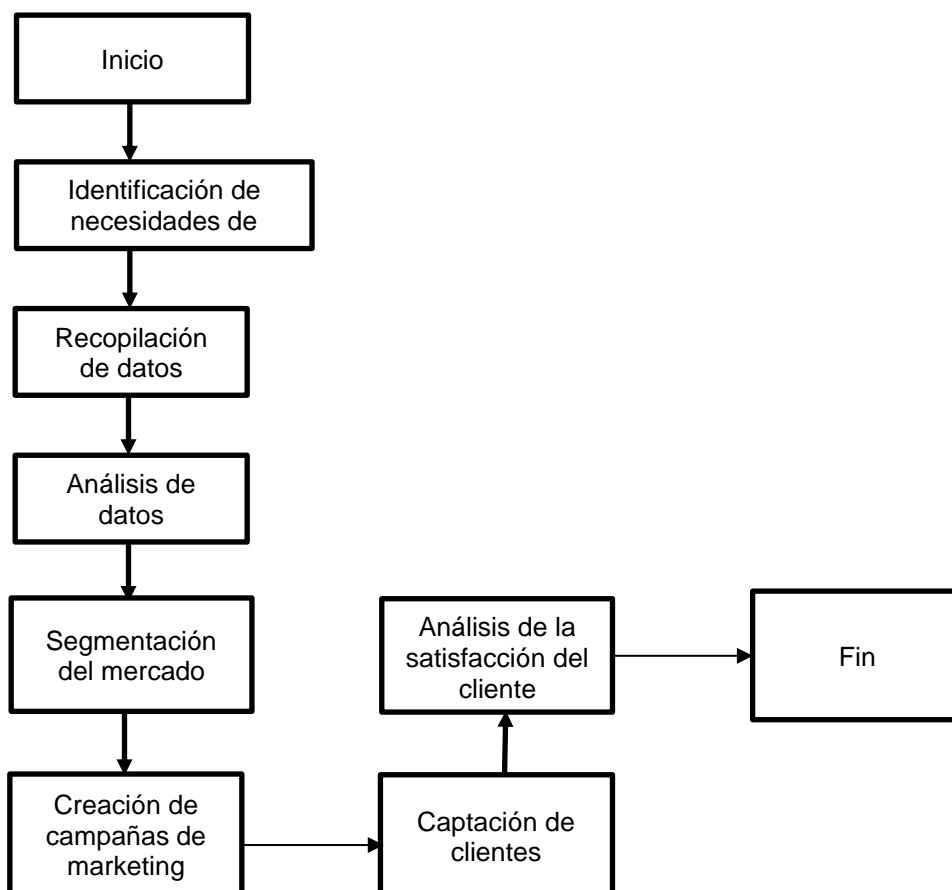 Inicio
Identificación de
necesidades de
Recopilación
de datos
Análisis de
datos
Segmentación
del mercado
Creación de
campañas de
marketing
Captación de
clientes
Análisis de la
satisfacción del
cliente
Fin